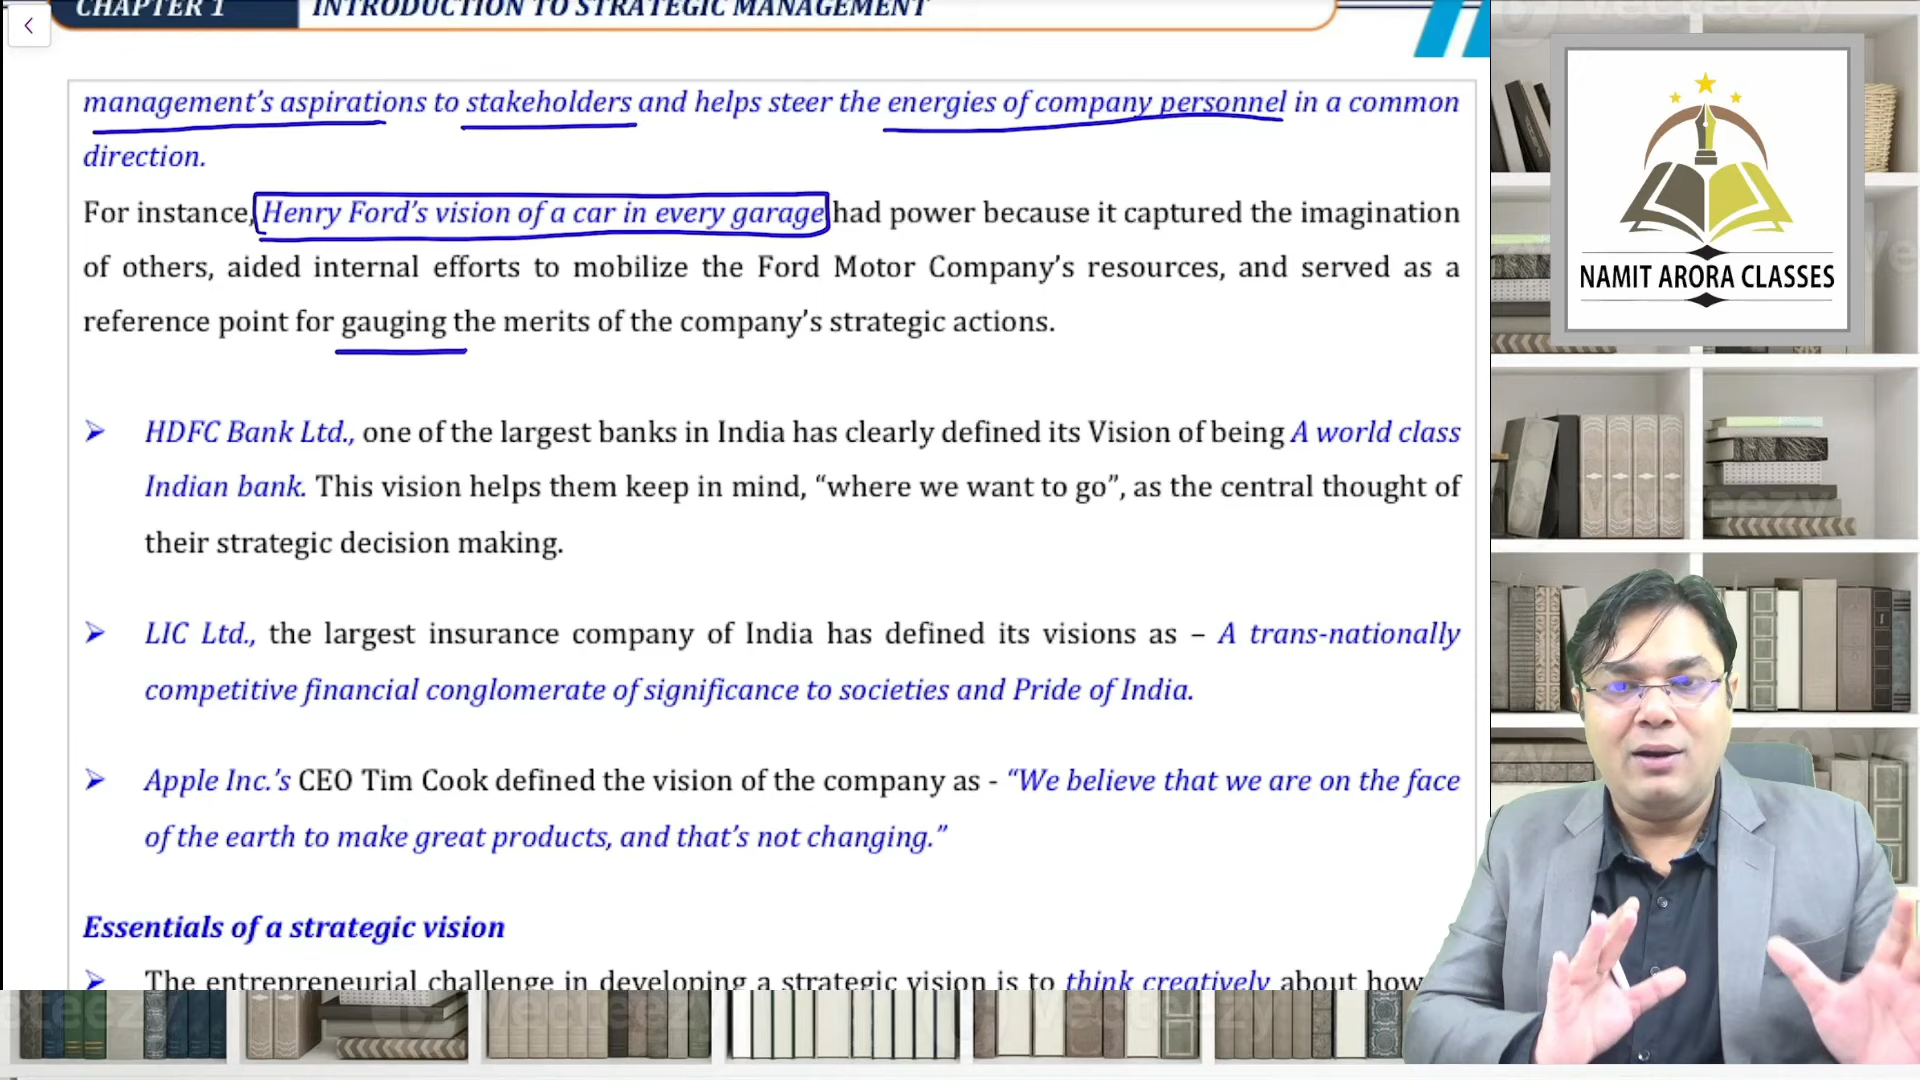 CHAPTER 1 INTRODUCTION TO STRATEGIC MANAGEMENT
management’s aspirations to stakeholders and helps steer the energies of company personnel in a common
direction.
For instance, Henry Ford’s vision of a car in every garage had power because it captured the imagination
of others, aided internal efforts to mobilize the Ford Motor Company’s resources, and served as a
reference point for gauging the merits of the company’s strategic actions.
➢ HDFC Bank Ltd., one of the largest banks in India has clearly defined its Vision of being A world class
Indian bank. This vision helps them keep in mind, “where we want to go”, as the central thought of
their strategic decision making.
➢ LIC Ltd., the largest insurance company of India has defined its visions as – A trans-nationally
competitive financial conglomerate of significance to societies and Pride of India.
➢ Apple Inc.’s CEO Tim Cook defined the vision of the company as - “We believe that we are on the face
of the earth to make great products, and that’s not changing.”
Essentials of a strategic vision
➢ The entrepreneurial challenge in developing a strategic vision is to think creatively about how
NAMIT ARORA CLASSES
vecteezy